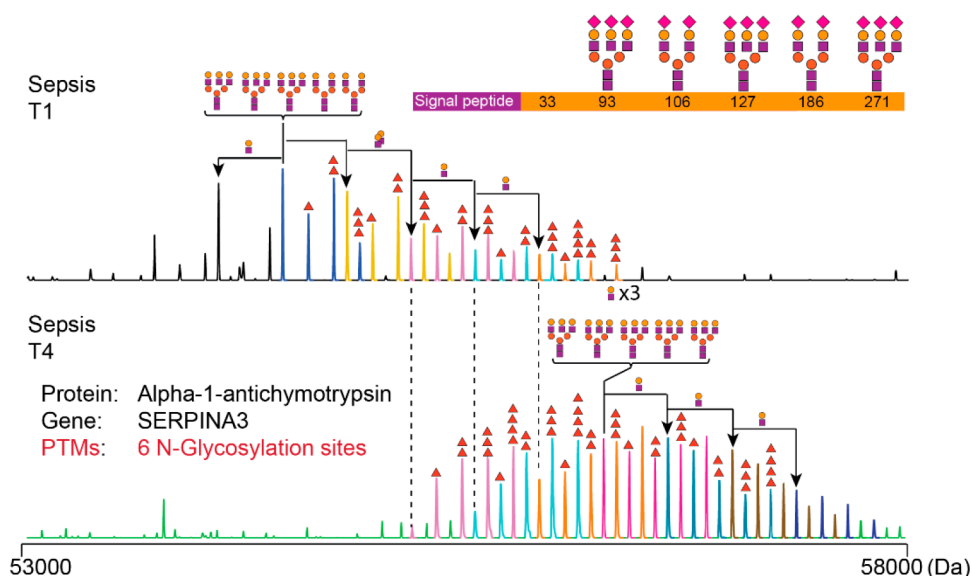 Signal peptide 33 93 106 127 186 271
Sepsis
T1
x3
Sepsis
T4
Protein: Alpha-1-antichymotrypsin
Gene: SERPINA3
PTMs: 6 N-Glycosylation sites
53000 58000 (Da)